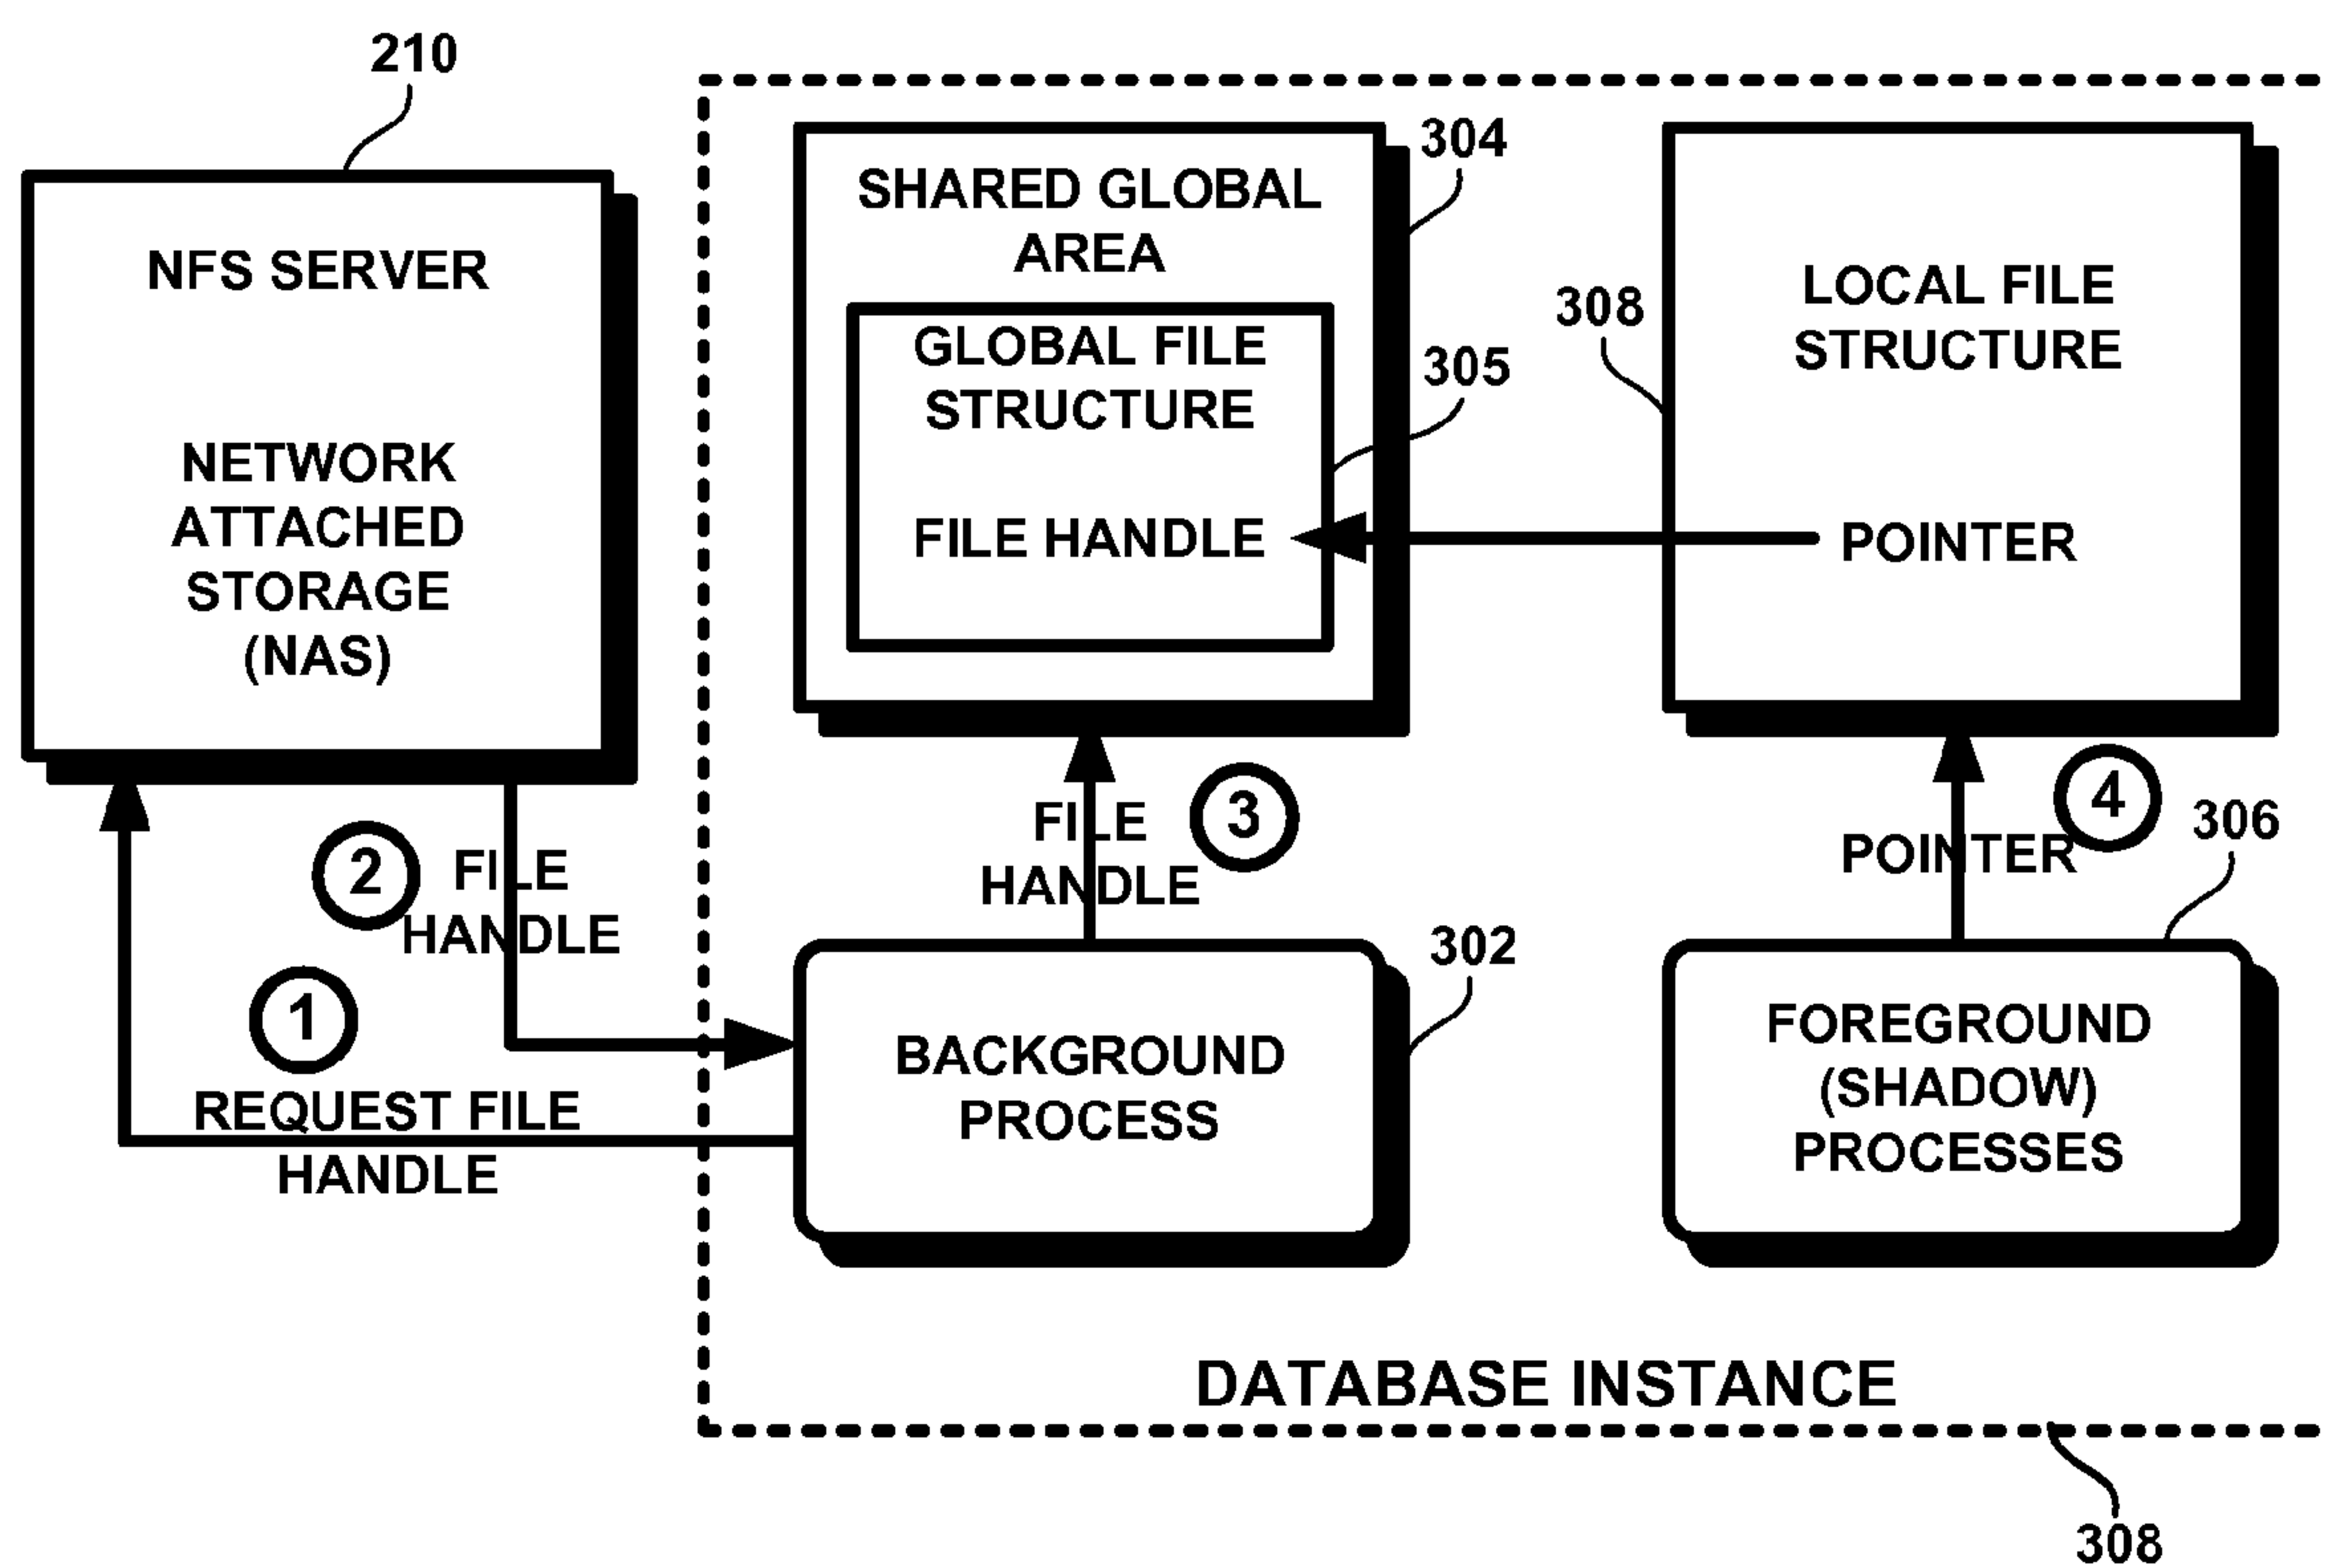 210
NFS SERVER
NETWORK
ATTACHED
STORAGE
(NAS)
304
SHARED GLOBAL
AREA
GLOBAL FILE
STRUCTURE
305
FILE HANDLE
308
LOCAL FILE
STRUCTURE
POINTER
2
FILE
HANDLE
1
REQUEST FILE
HANDLE
3
FILE
HANDLE
4
POINTER
306
302
BACKGROUND
PROCESS
FOREGROUND
(SHADOW)
PROCESSES
DATABASE INSTANCE
308